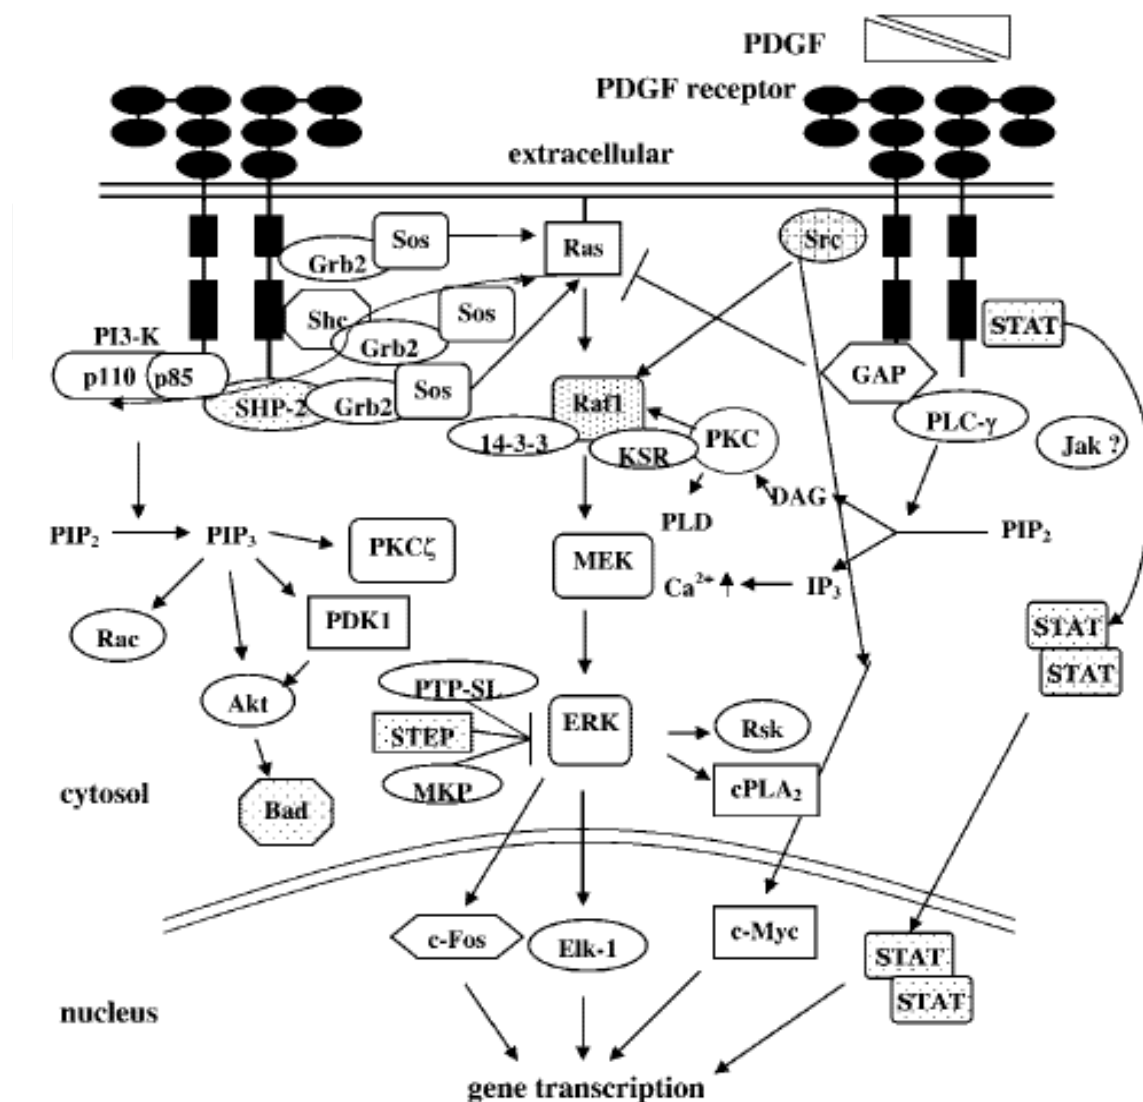 PDGF
PDGF receptor
extracellular
Sos
Grb2
Ras
Src
Shc
Sos
Grb2
STAT
PI3-K
p110
p85
SHP-2
Grb2
Sos
GAP
Raf1
PLC-γ
14-3-3
KSR
PKC
Jak ?
DAG
PLD
PIP₂
PIP₃
PKCζ
MEK
PIP₂
Ca²⁺
IP₃
Rac
PDK1
STAT
STAT
Akt
PTP-SL
STEP
MKP
ERK
Rsk
cPLA₂
cytosol
Bad
c-Fos
Elk-1
c-Myc
STAT
STAT
nucleus
gene transcription